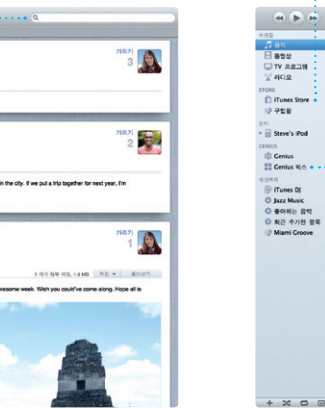 가리기
3
가리기
2
in the city. If we put a trip together for next year, I'm
가리기
1
1 개의 첨부 파일, 1.8 MB 저장 훑어보기
wesome week. Wish you could've come along. Hope all is
보관함
음악
동영상
TV 프로그램
라디오
STORE
iTunes Store
구입함
장비
Steve's iPod
GENIUS
Genius
Genius 믹스
재생목록
iTunes DJ
Jazz Music
좋아하는 음악
최근 추가된 항목
Miami Groove